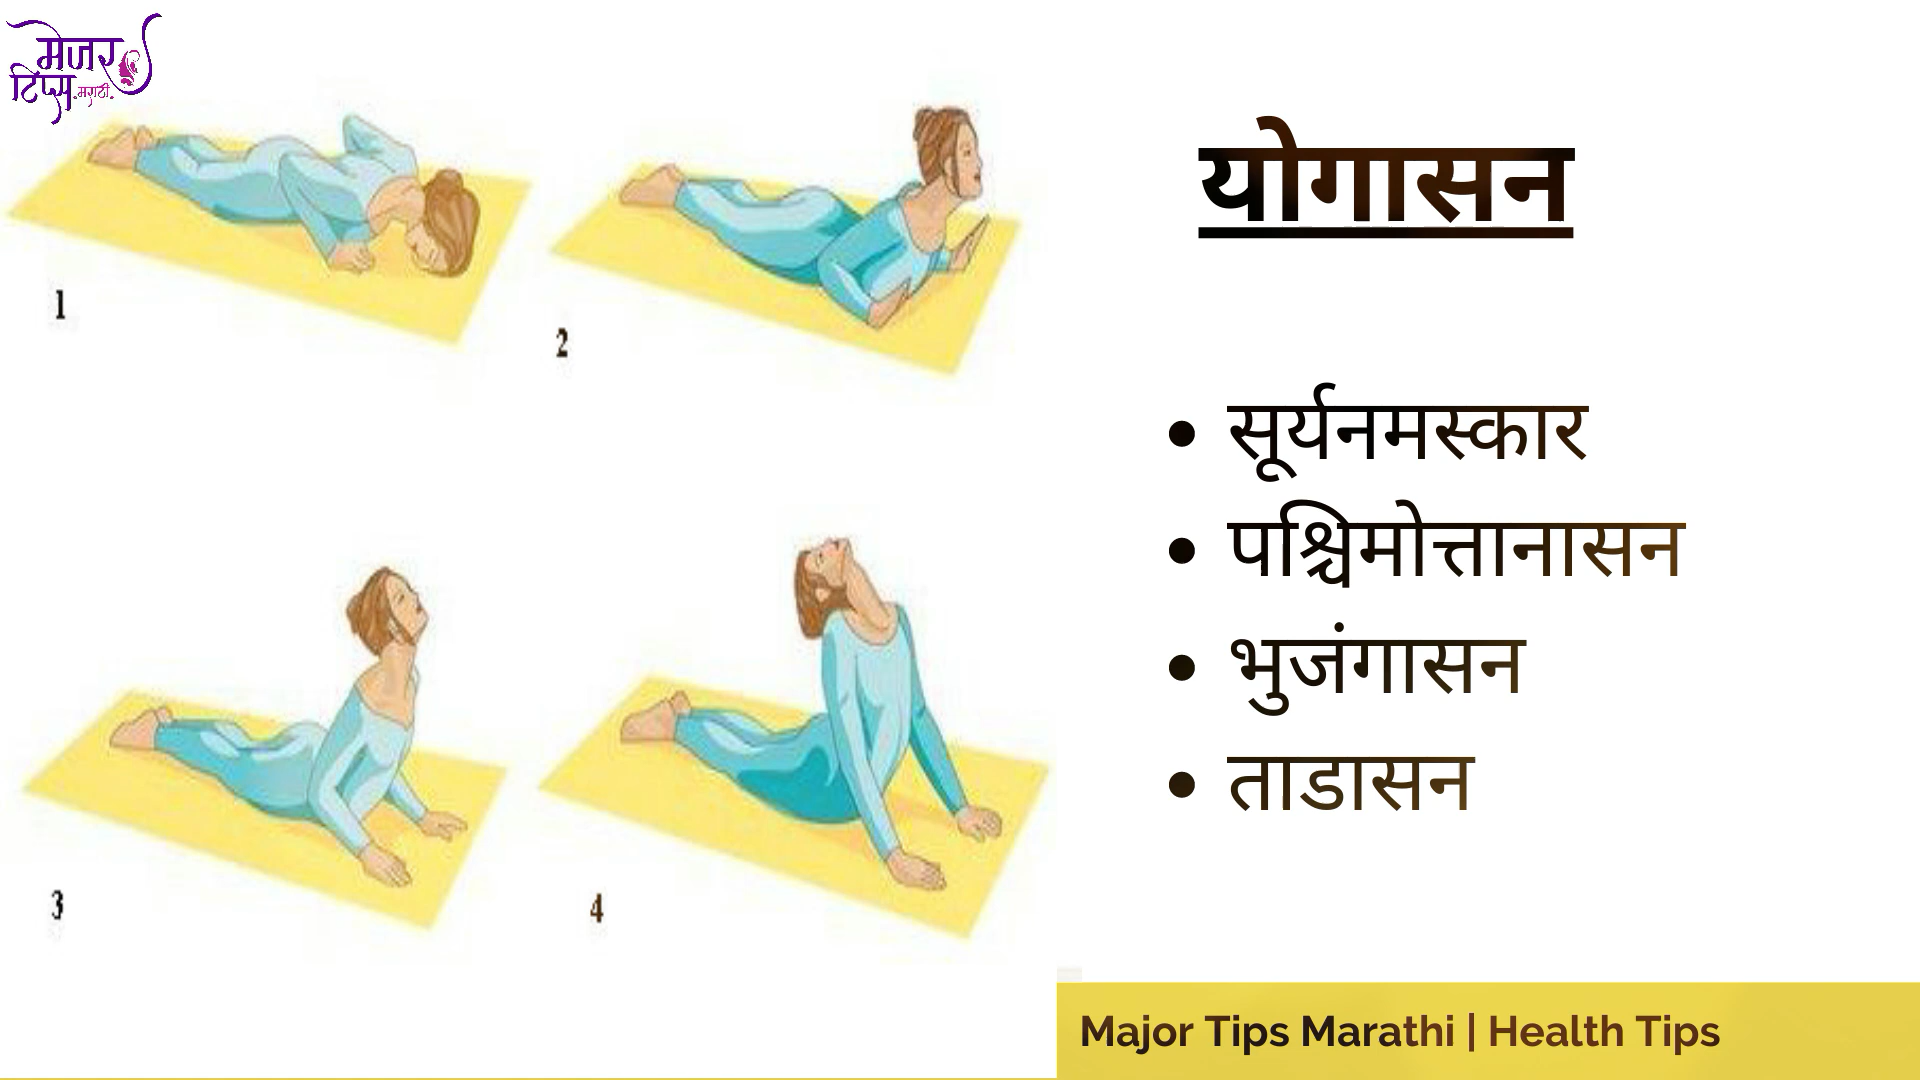 मेजर
टिप्स.मराठी.
योगासन
1
2
• सूर्यनमस्कार
• पश्चिमोत्तानासन
• भुजंगासन
• ताडासन
3
4
Major Tips Marathi | Health Tips